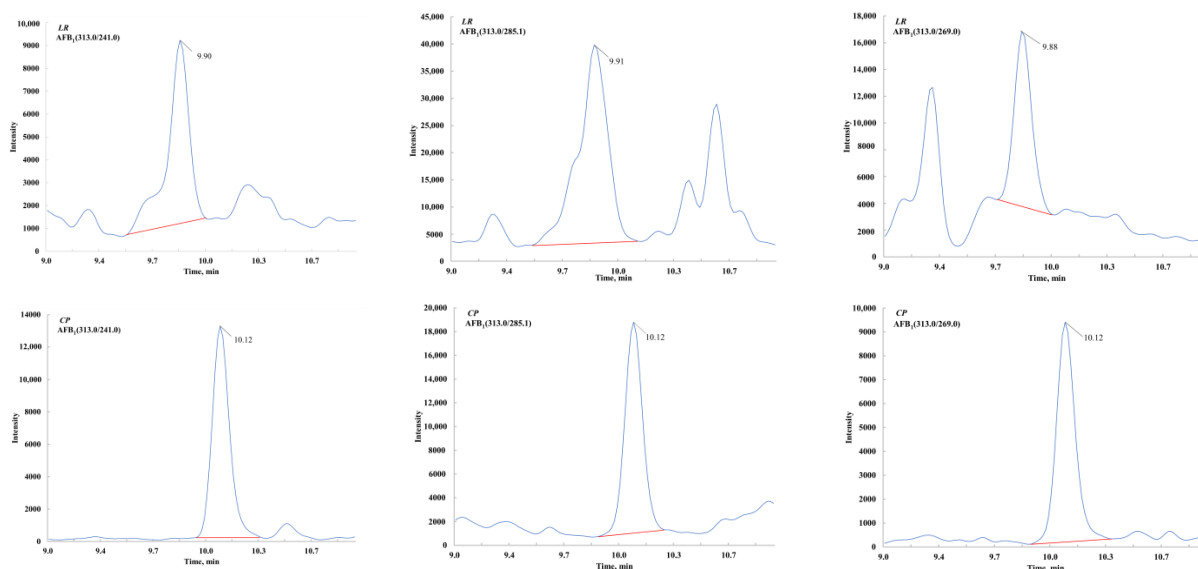 LR
AFB₁(313.0/241.0)
9.90
10,000
9000
8000
7000
6000
5000
4000
3000
2000
1000
0
Intensity
9.0 9.4 9.7 10.0 10.3 10.7
Time, min
LR
AFB₁(313.0/285.1)
9.91
45,000
40,000
35,000
30,000
25,000
20,000
15,000
10,000
5000
0
Intensity
9.0 9.4 9.7 10.0 10.3 10.7
Time, min
LR
AFB₁(313.0/269.0)
9.88
18,000
16,000
14,000
12,000
10,000
8000
6000
4000
2000
0
Intensity
9.0 9.4 9.7 10.0 10.3 10.7
Time, min
CP
AFB₁(313.0/241.0)
10.12
14000
12,000
10,000
8000
6000
4000
2000
0
Intensity
9.0 9.4 9.7 10.0 10.3 10.7
Time, min
CP
AFB₁(313.0/285.1)
10.12
20,000
18,000
16,000
14,000
12,000
10,000
8000
6000
4000
2000
0
Intensity
9.0 9.4 9.7 10.0 10.3 10.7
Time, min
CP
AFB₁(313.0/269.0)
10.12
10,000
9000
8000
7000
6000
5000
4000
3000
2000
1000
0
Intensity
9.0 9.4 9.7 10.0 10.3 10.7
Time, min